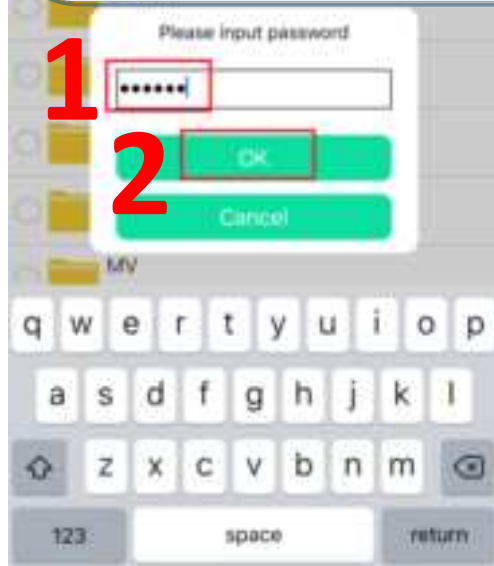 Please input password
1
••••••
2
OK
Cancel
MV
q w e r t y u i o p
a s d f g h j k l
z x c v b n m
123 space return